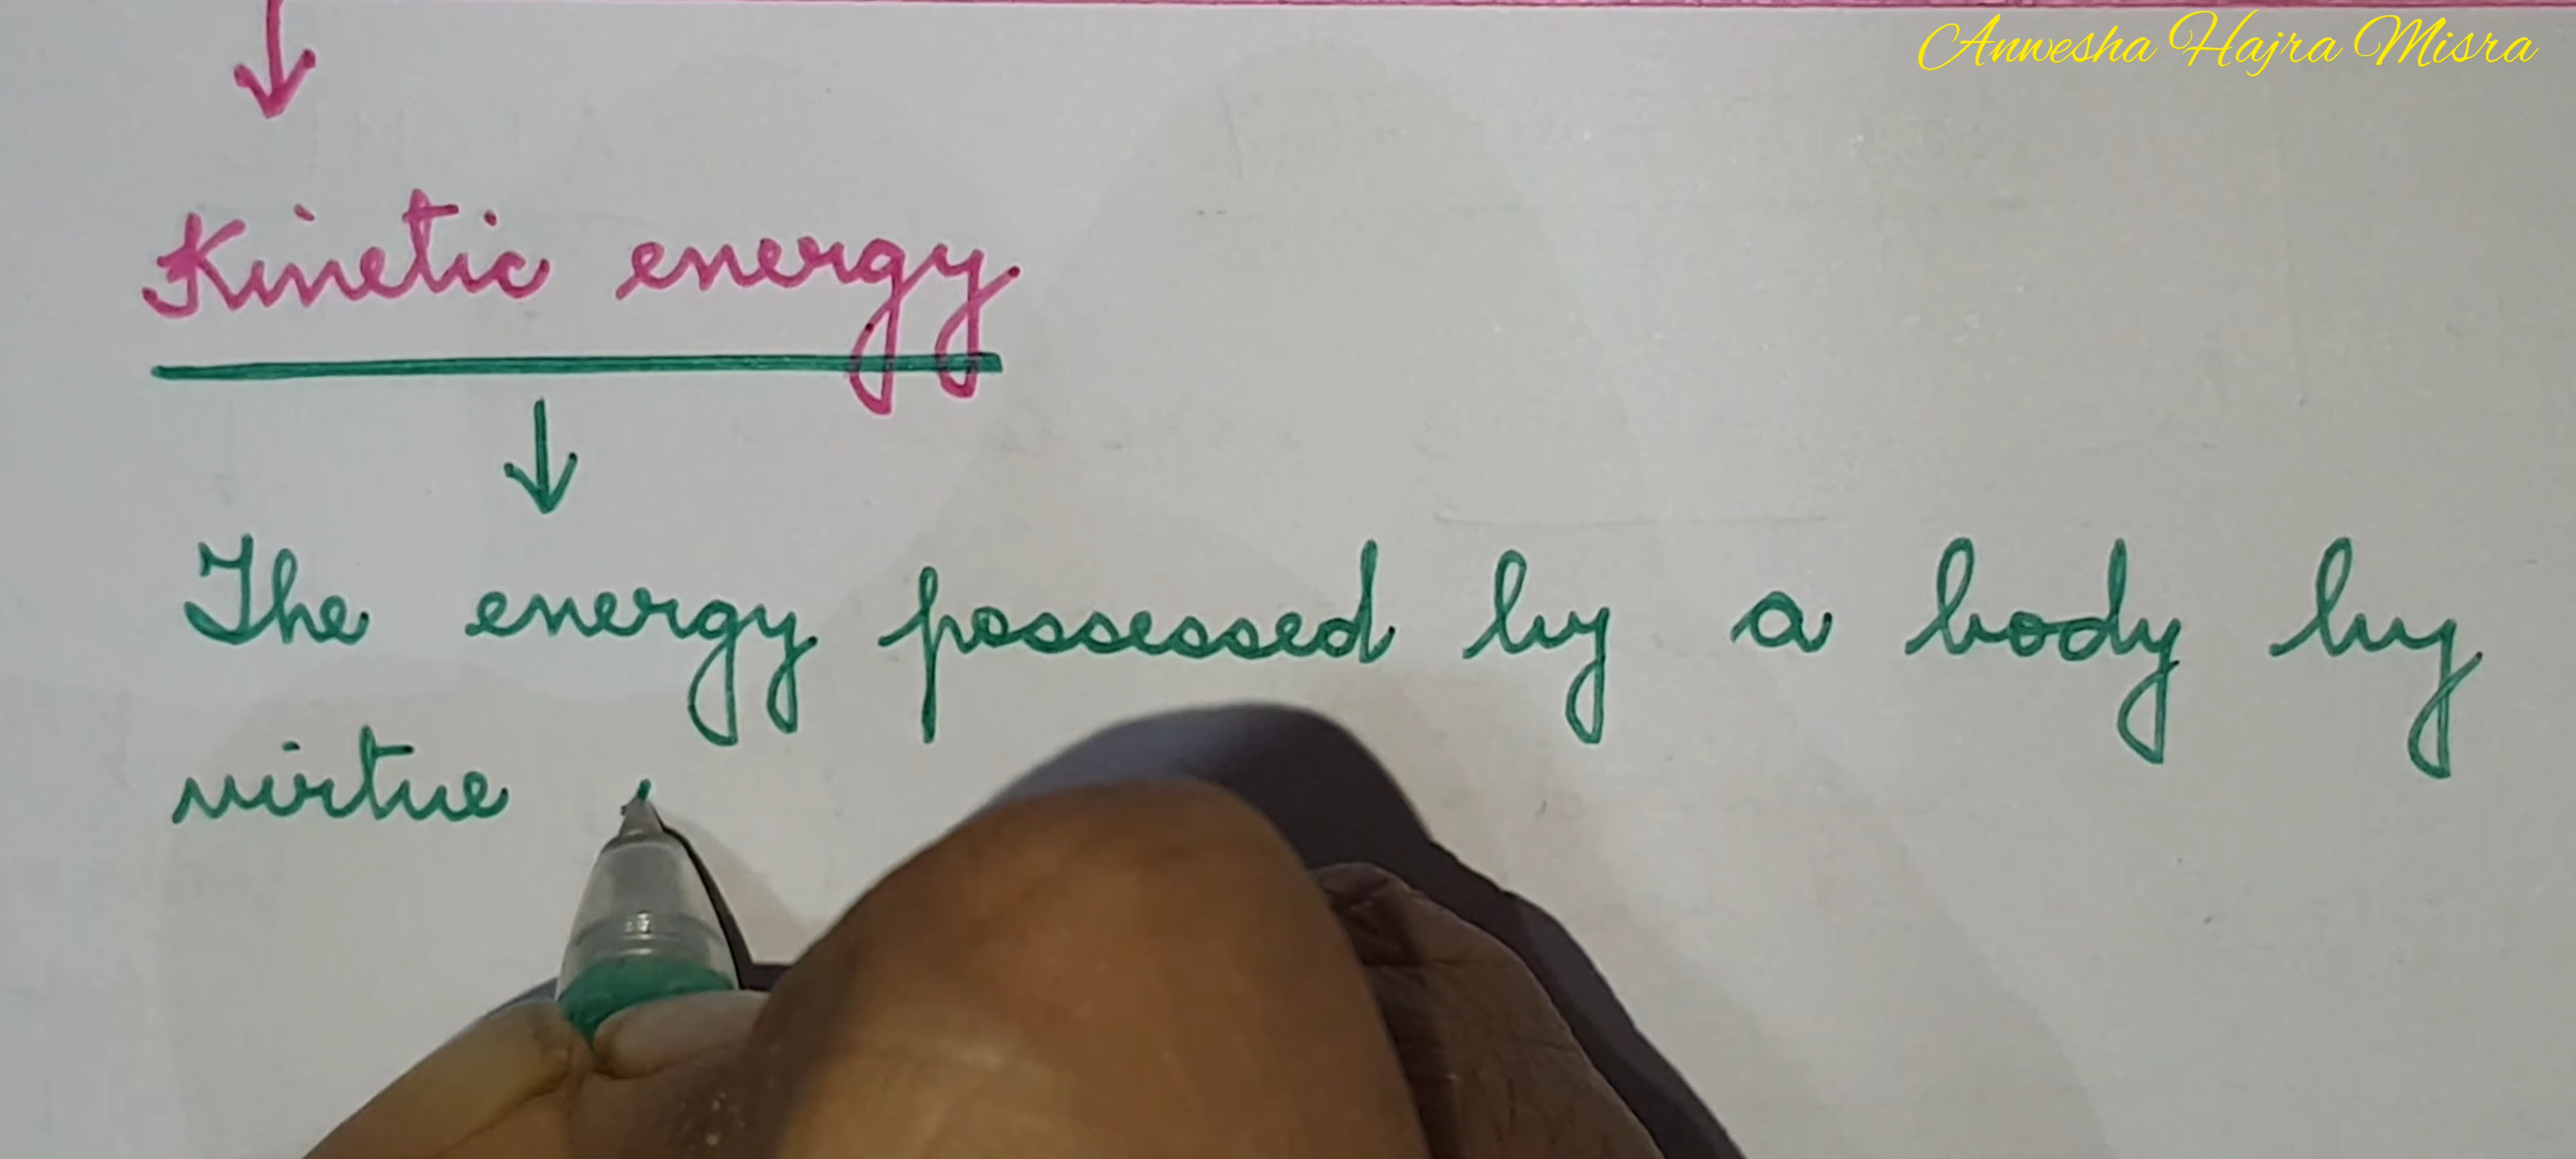 Anwesha Hajra Misra
Kinetic energy
The energy possessed by a body by
virtue